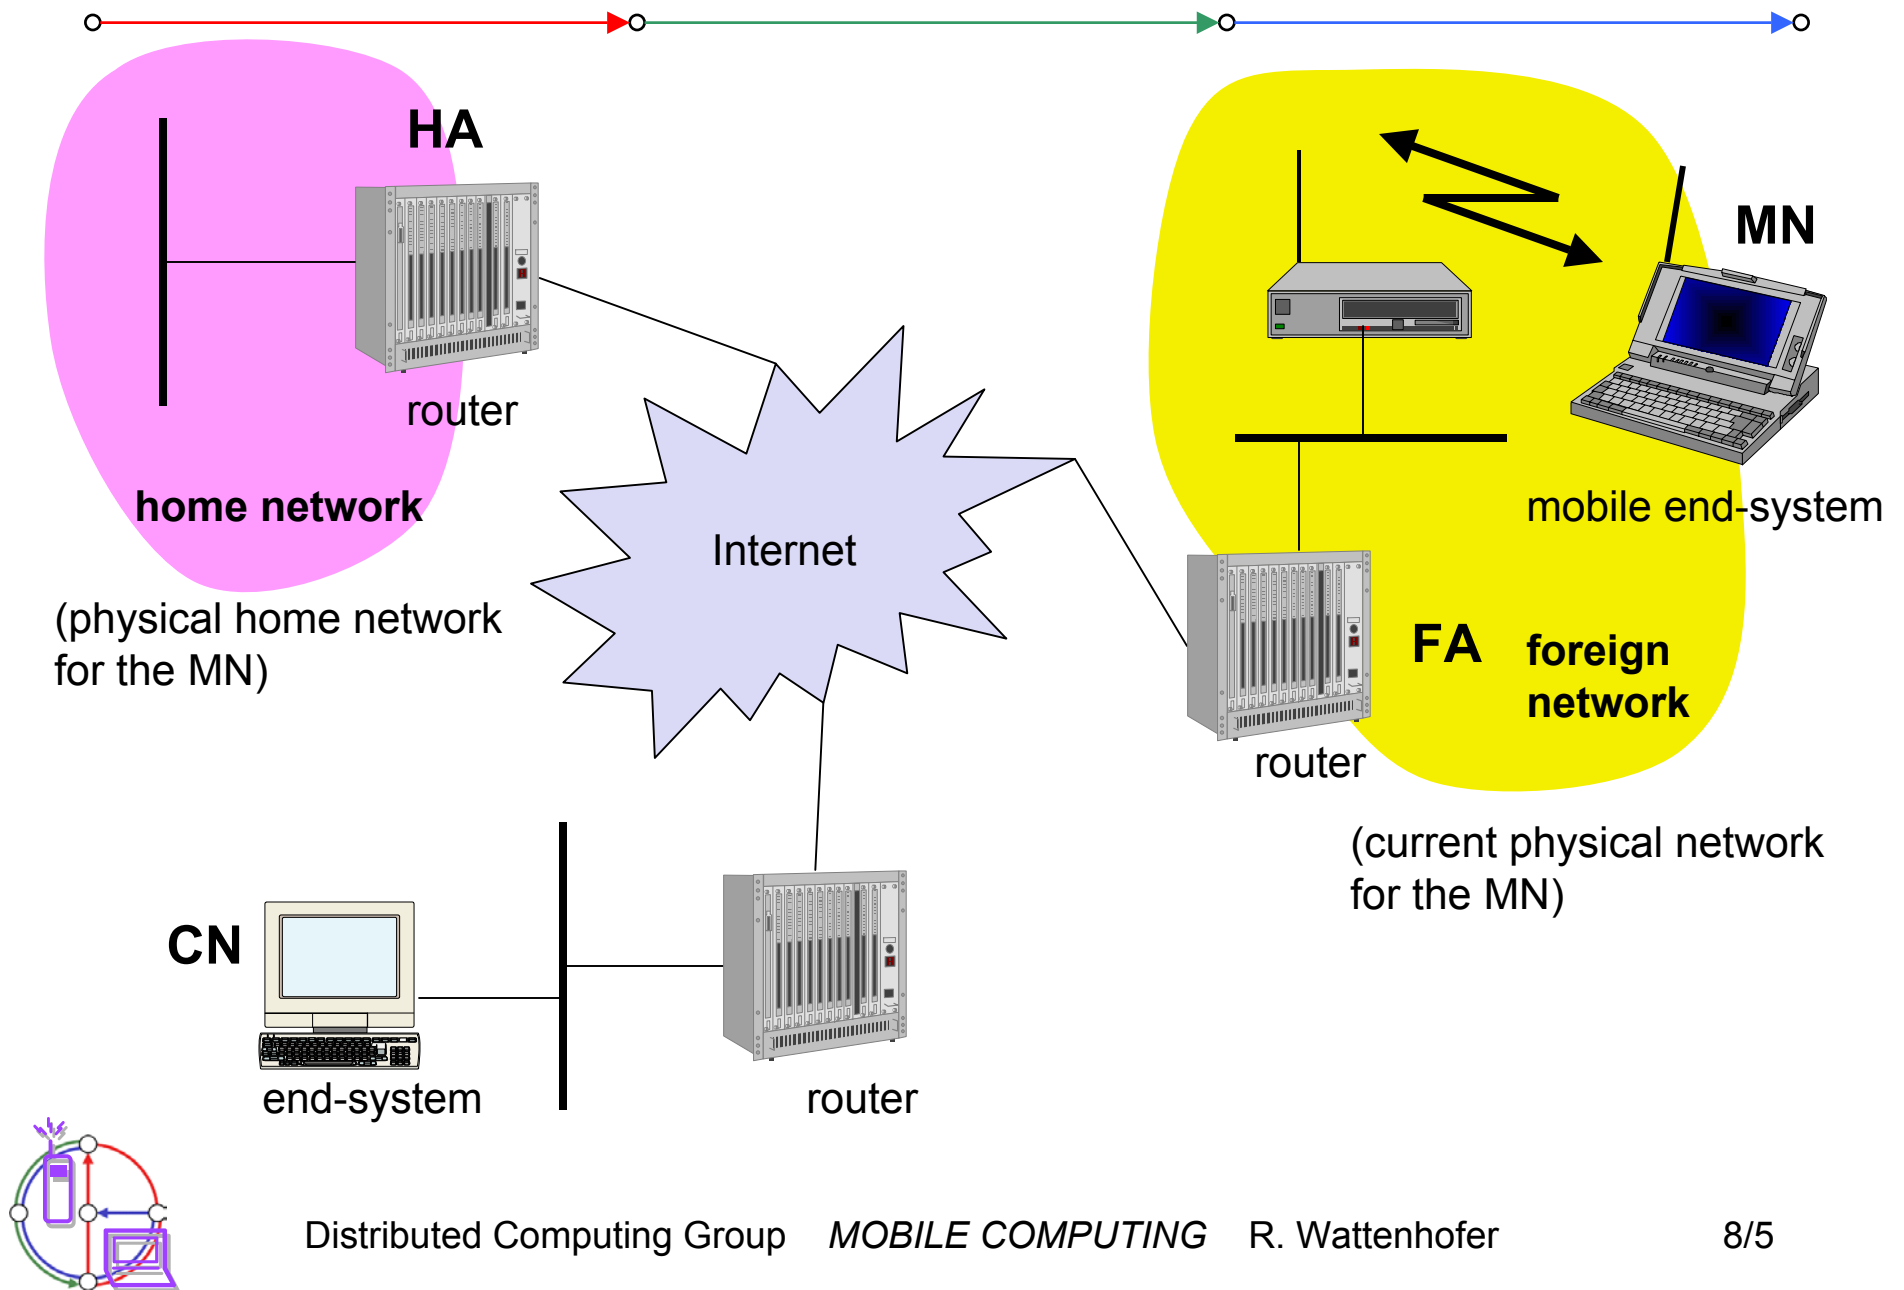 HA
MN
router
home network
mobile end-system
Internet
(physical home network
for the MN)
FA
foreign
network
router
(current physical network
for the MN)
CN
end-system
router
Distributed Computing Group MOBILE COMPUTING R. Wattenhofer 8/5